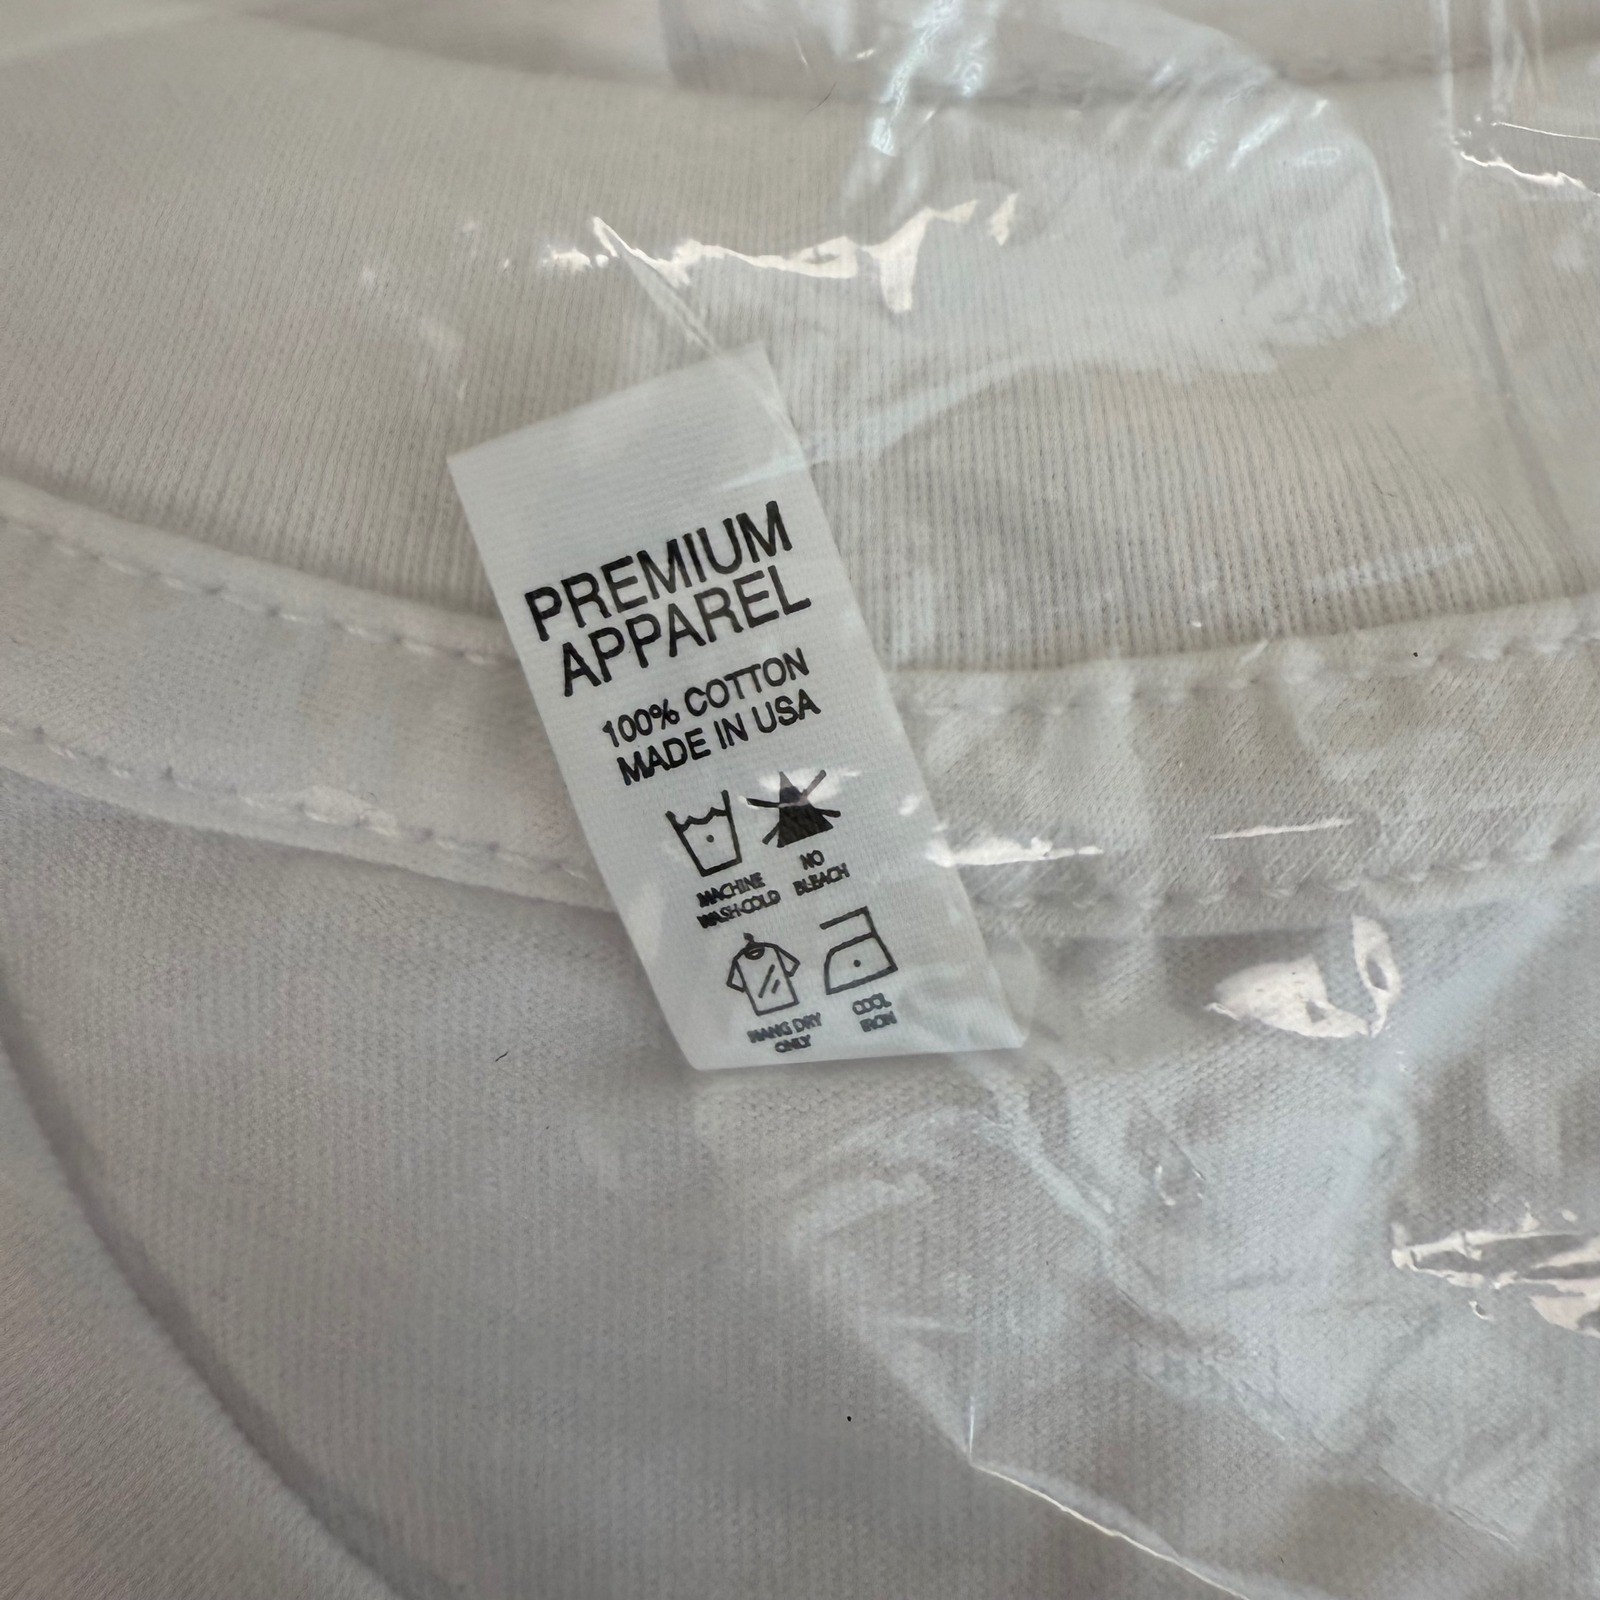 PREMIUM
APPAREL
100% COTTON
MADE IN USA
MACHINE
WASH-COLD
NO
BLEACH
HANG DRY
ONLY
COOL
IRON